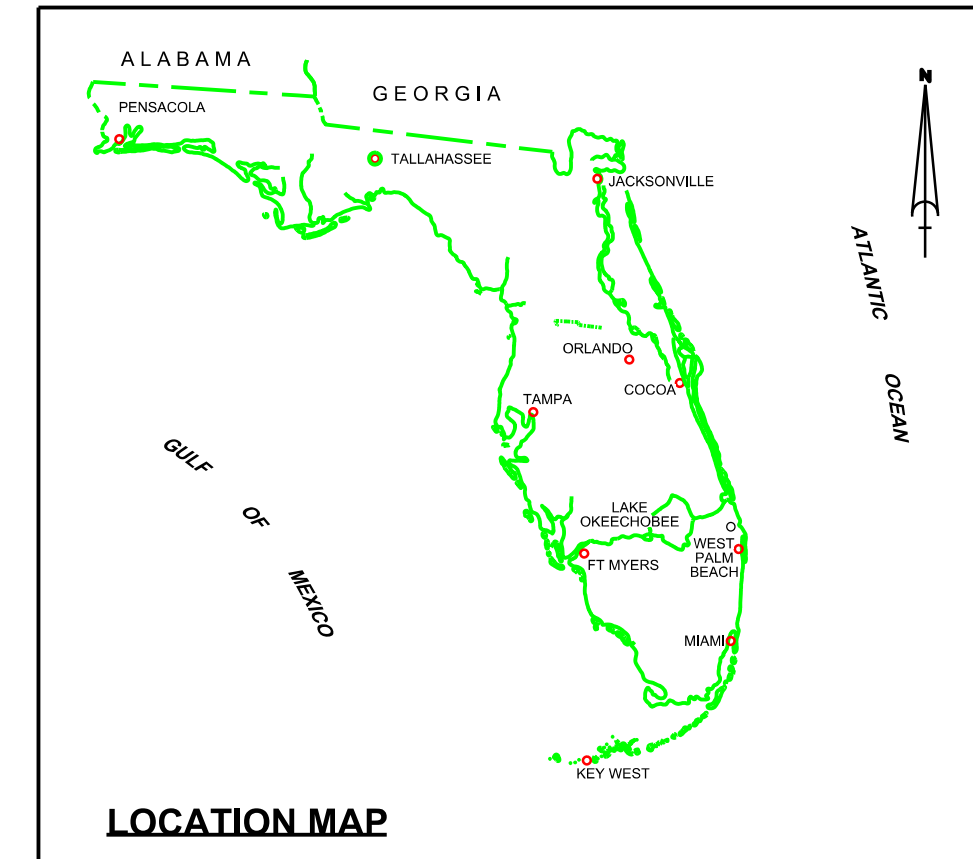 ALABAMA
GEORGIA
N
PENSACOLA
TALLAHASSEE
JACKSONVILLE
ATLANTIC
OCEAN
ORLANDO
COCOA
TAMPA
GULF
OF
MEXICO
LAKE
OKEECHOBEE
WEST
PALM
BEACH
FT MYERS
MIAMI
KEY WEST
LOCATION MAP